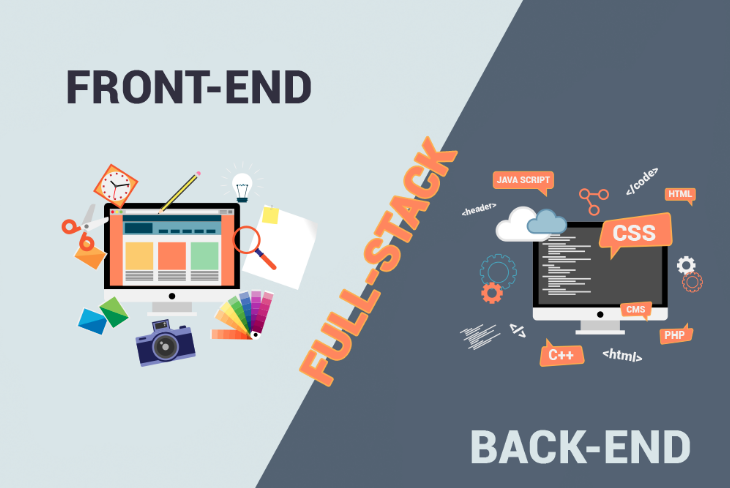 FRONT-END
FULL-STACK
JAVA SCRIPT
</code>
HTML
<header>
CSS
CMS
PHP
</>
C++
<html>
BACK-END